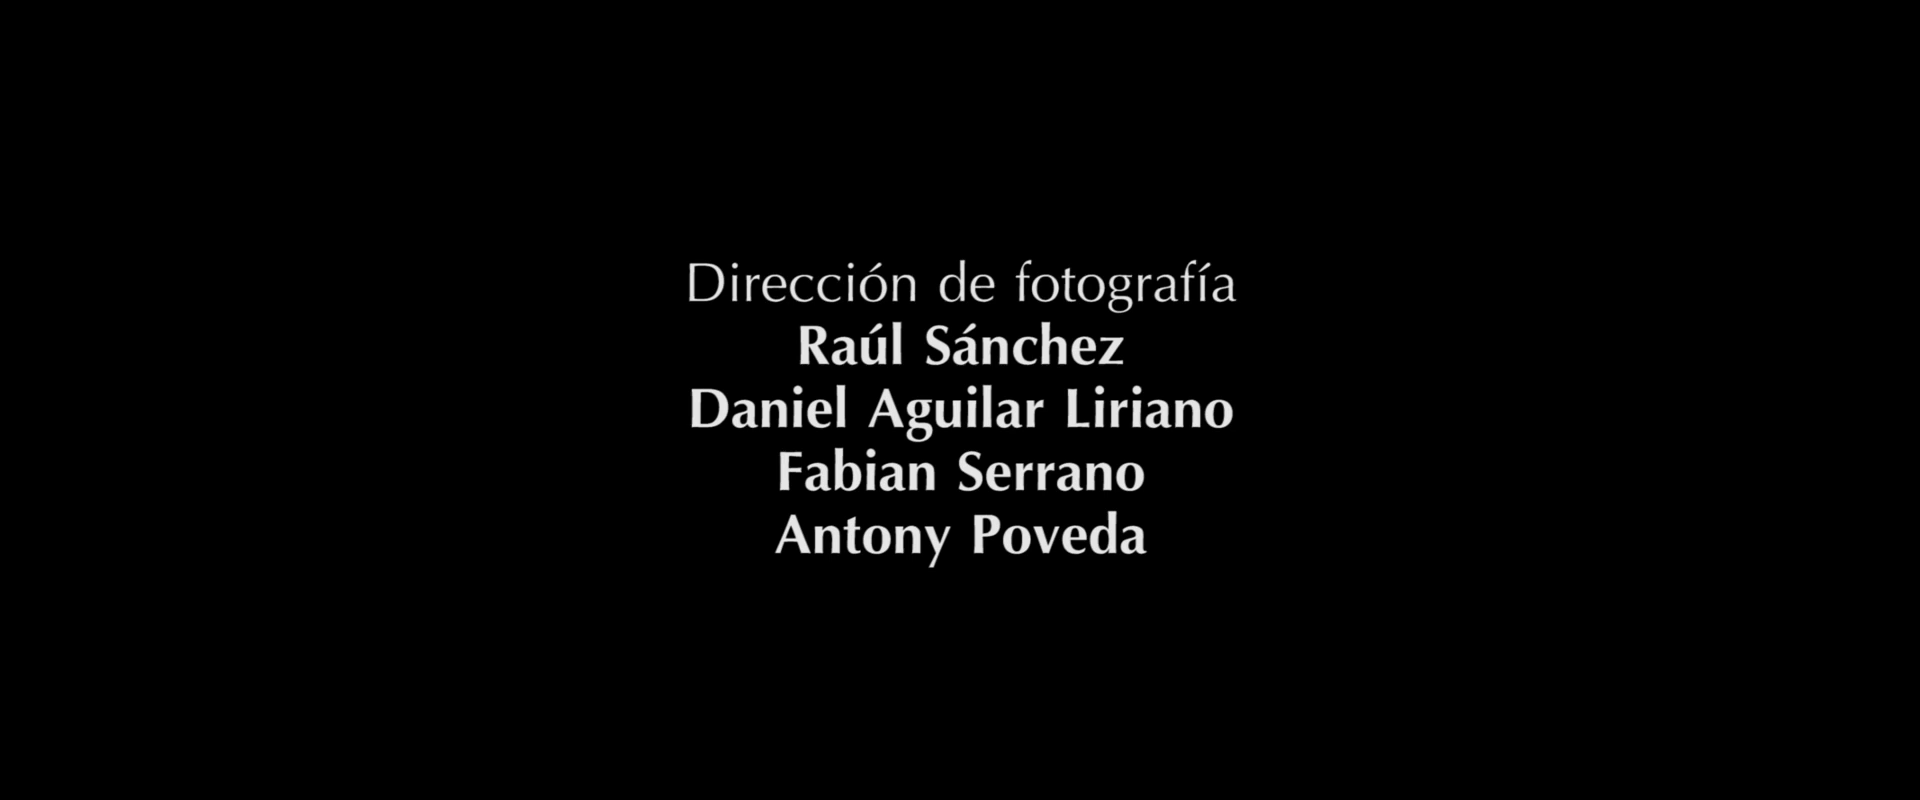 Dirección de fotografía
Raúl Sánchez
Daniel Aguilar Liriano
Fabian Serrano
Antony Poveda